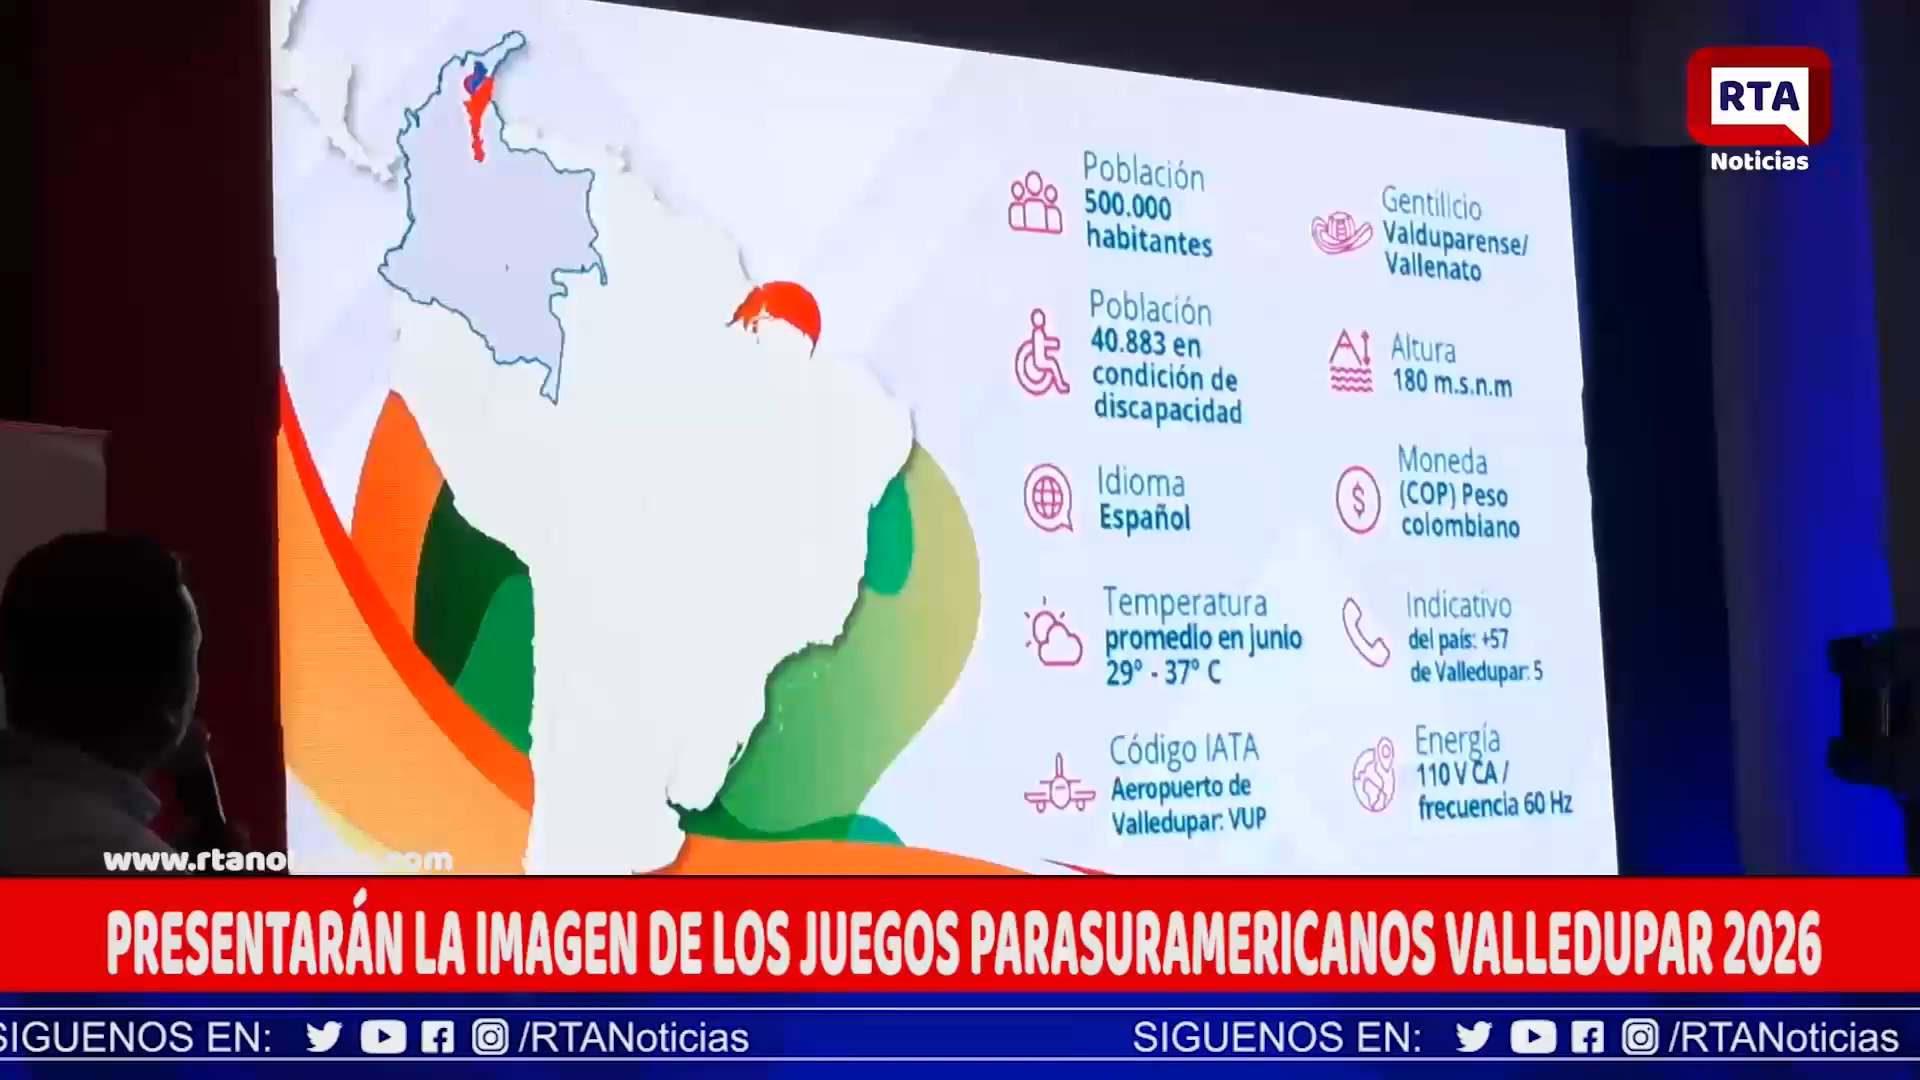 RTA
Noticias
Población
500.000
habitantes
Gentilicio
Valduparense/
Vallenato
Población
40.883 en
condición de
discapacidad
Altura
180 m.s.n.m
Idioma
Español
Moneda
(COP) Peso
colombiano
Temperatura
promedio en junio
29° - 37° C
Indicativo
del país: +57
de Valledupar: 5
Código IATA
Aeropuerto de
Valledupar: VUP
Energía
110 V CA /
frecuencia 60 Hz
PRESENTARÁN LA IMAGEN DE LOS JUEGOS PARASURAMERICANOS VALLEDUPAR 2026
SIGUENOS EN: /RTANoticias SIGUENOS EN: /RTANoticias